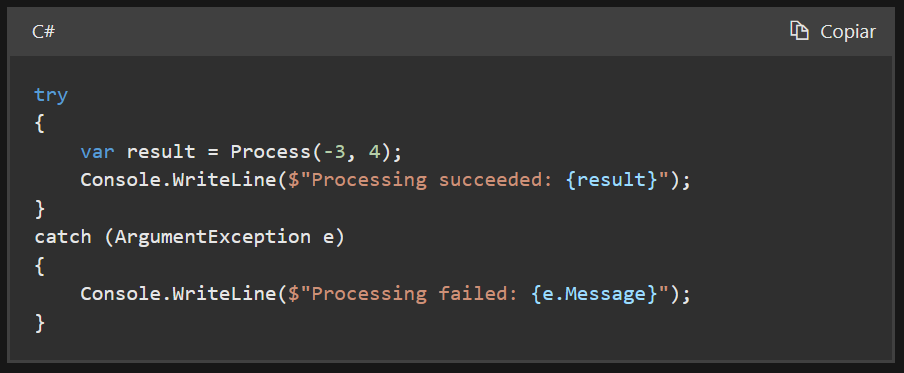 C#
Copiar
try
{
    var result = Process(-3, 4);
    Console.WriteLine($"Processing succeeded: {result}");
}
catch (ArgumentException e)
{
    Console.WriteLine($"Processing failed: {e.Message}");
}